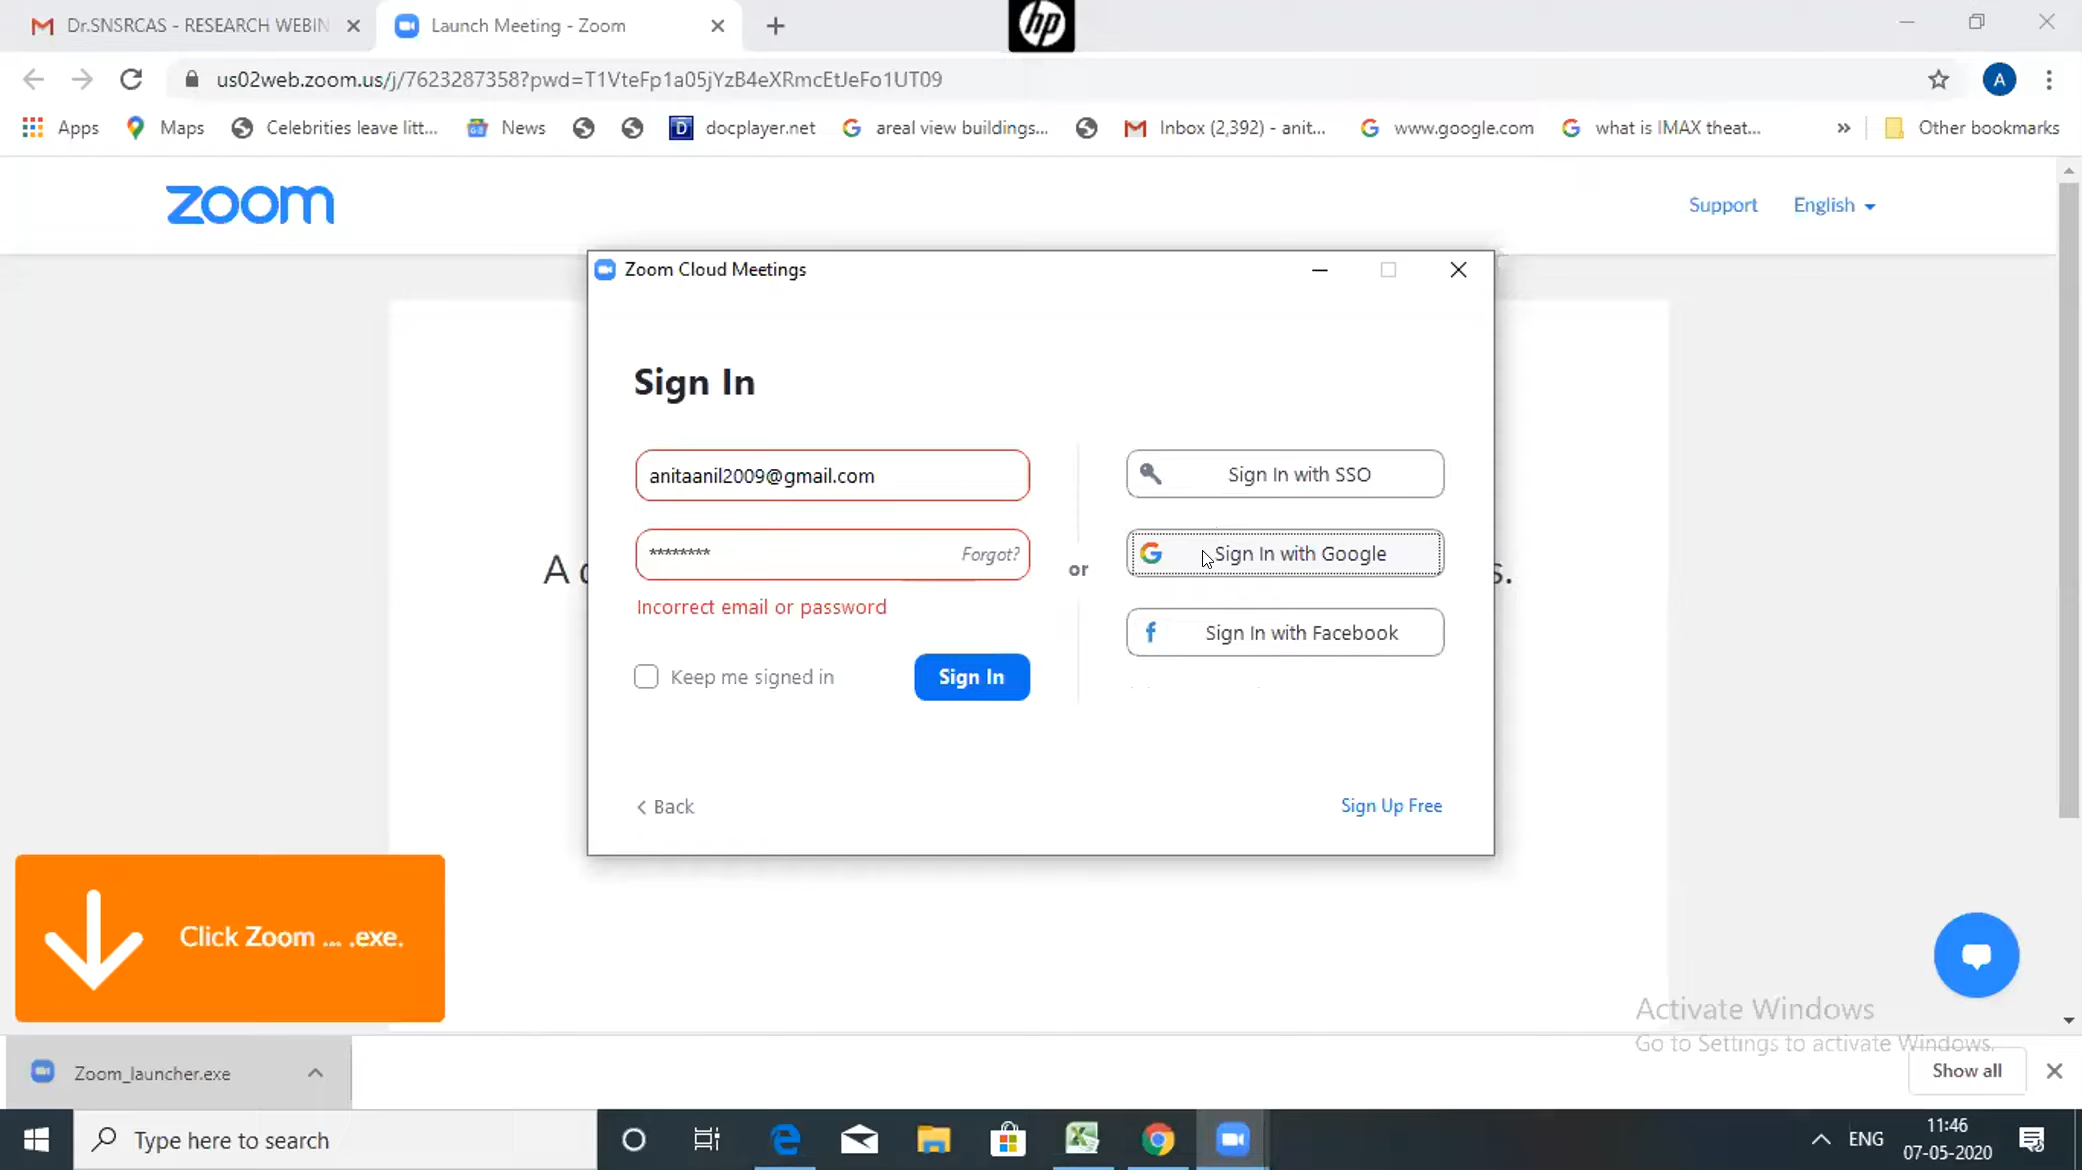 Dr.SNSRCAS - RESEARCH WEBIN
Launch Meeting - Zoom
hp
us02web.zoom.us/j/7623287358?pwd=T1VteFp1a05jYzB4eXRmcEtJeFo1UT09
A
Apps
Maps
Celebrities leave litt...
News
D
docplayer.net
areal view buildings...
Inbox (2,392) - anit...
www.google.com
what is IMAX theat...
»
Other bookmarks
zoom
Support
English
Zoom Cloud Meetings
Sign In
anitaanil2009@gmail.com
Sign In with SSO
******** Forgot?
or
Sign In with Google
A
s.
Incorrect email or password
Sign In with Facebook
Keep me signed in
Sign In
< Back
Sign Up Free
Click Zoom ... .exe.
Activate Windows
Go to Settings to activate Windows.
Zoom_launcher.exe
Show all
Type here to search
ENG
11:46
07-05-2020